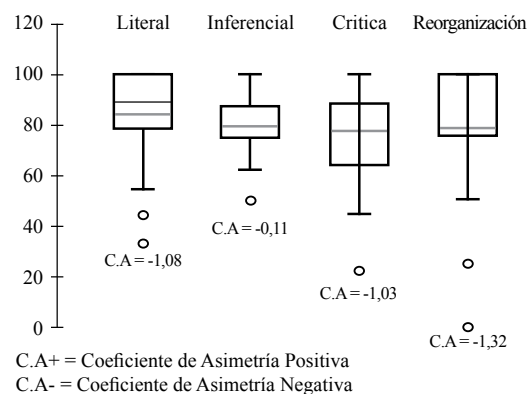 Literal Inferencial Critica Reorganización
120
100
80
60
40
20
0
C.A = -1,08
C.A = -0,11
C.A = -1,03
C.A = -1,32
C.A+ = Coeficiente de Asimetría Positiva
C.A- = Coeficiente de Asimetría Negativa